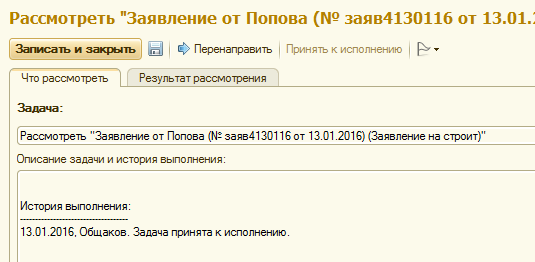 Рассмотреть "Заявление от Попова (№ заяв4130116 от 13.01.2
Записать и закрыть Перенаправить Принять к исполнению
Что рассмотреть Результат рассмотрения
Задача:
Рассмотреть "Заявление от Попова (№ заяв4130116 от 13.01.2016) (Заявление на строит)"
Описание задачи и история выполнения:
История выполнения:
------------------------------------
13.01.2016, Общаков. Задача принята к исполнению.